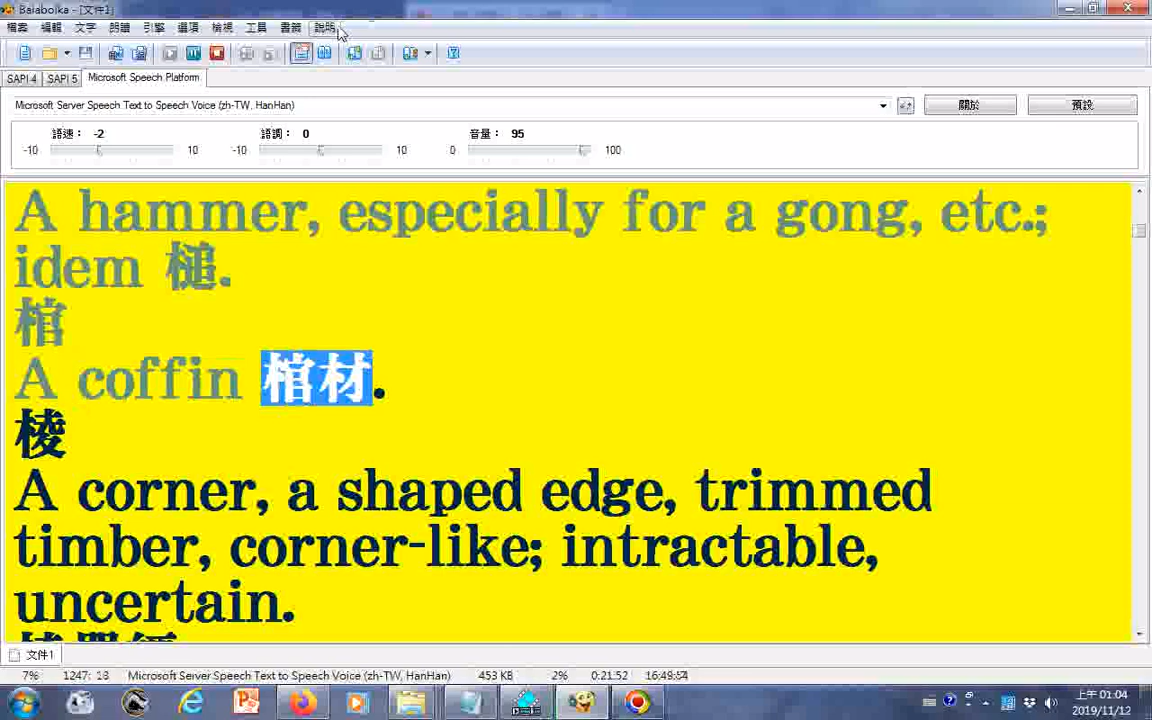 Balabolka - [文件1]
檔案 編輯 文字 朗讀 引擎 選項 檢視 工具 書籤 說明
SAPI 4 SAPI 5 Microsoft Speech Platform
Microsoft Server Speech Text to Speech Voice (zh-TW, HanHan) 關於 預設
語速： -2 語調： 0 音量： 95
-10 10 -10 10 0 100
A hammer, especially for a gong, etc.;
idem 槌.
棺
A coffin 棺材.
棱
A corner, a shaped edge, trimmed
timber, corner-like; intractable,
uncertain.
文件1
7% 1247: 13 Microsoft Server Speech Text to Speech Voice (zh-TW, HanHan) 453 KB 2% 0:21:52 16:49:54
上午 01:04
2019/11/12